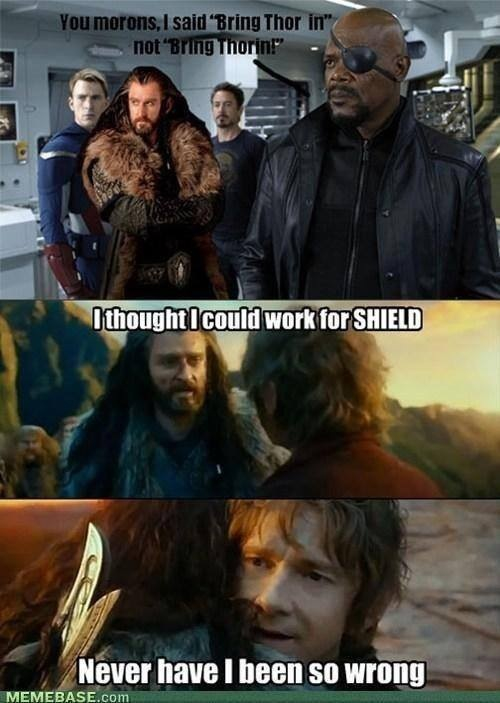 You morons, I said "Bring Thor in"
not "Bring Thorin!"
I thought I could work for SHIELD
Never have I been so wrong
MEMEBASE.com